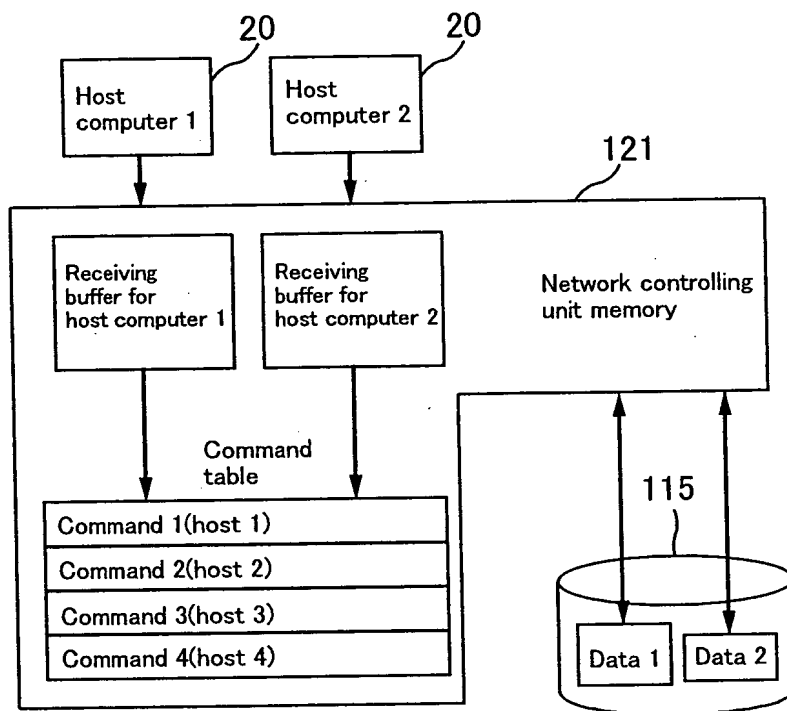 20
20
Host
computer 1
Host
computer 2
121
Receiving
buffer for
host computer 1
Receiving
buffer for
host computer 2
Network controlling
unit memory
Command
table
115
Command 1(host 1)
Command 2(host 2)
Command 3(host 3)
Command 4(host 4)
Data 1
Data 2